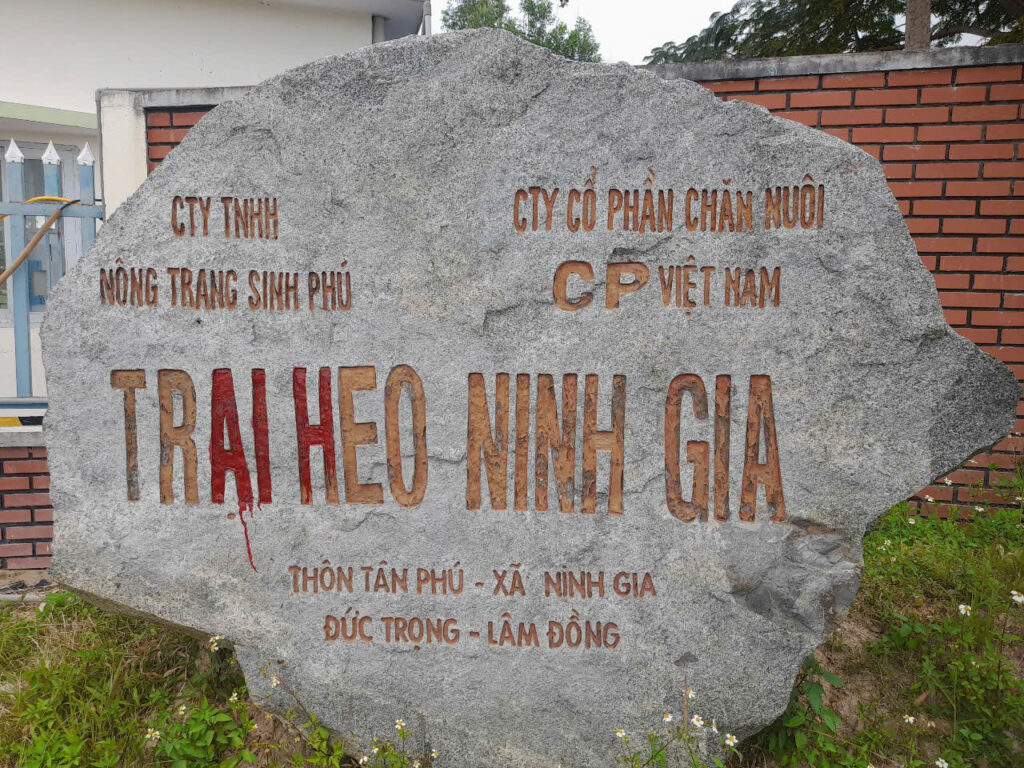 CTY TNHH
NÔNG TRANG SINH PHÚ
CTY CỔ PHẦN CHĂN NUÔI
CP VIỆT NAM
TRẠI HEO NINH GIA
THÔN TÂN PHÚ - XÃ NINH GIA
ĐỨC TRỌNG - LÂM ĐỒNG